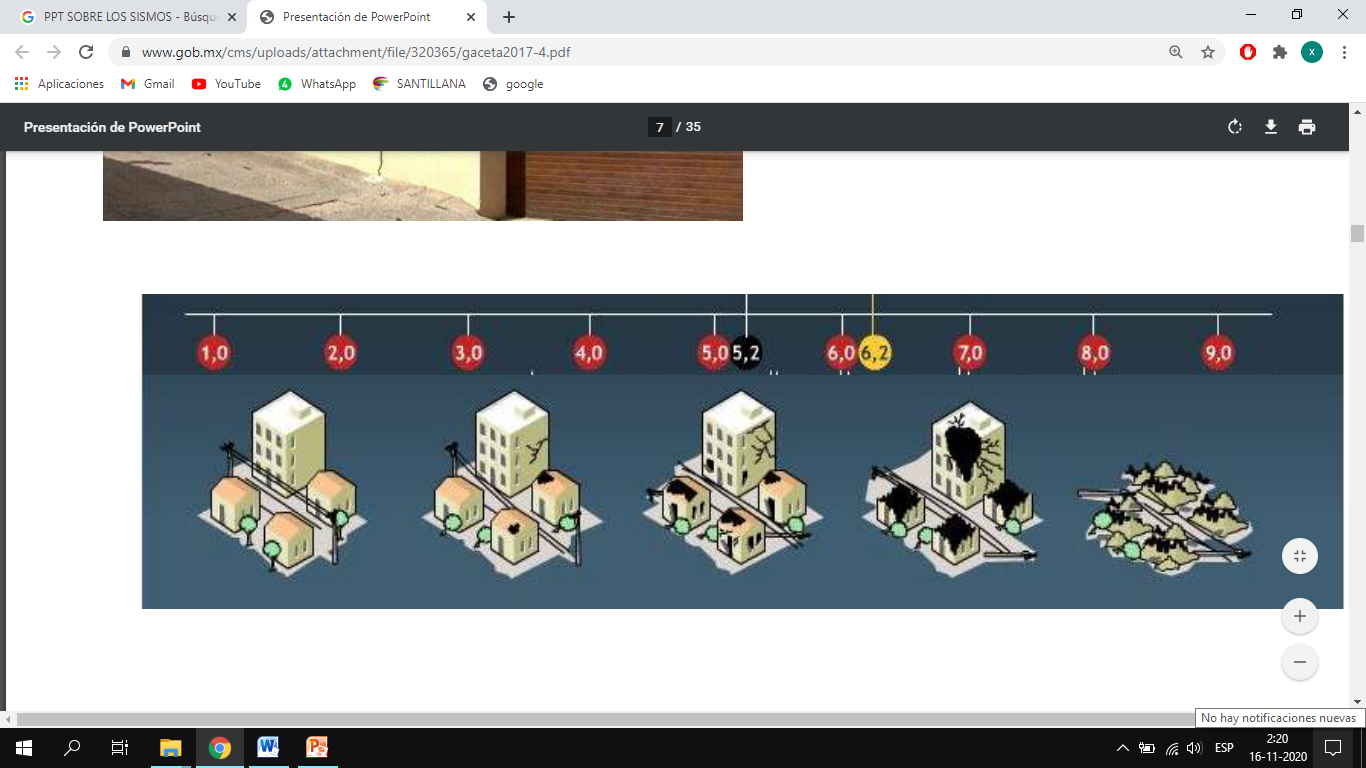 PPT SOBRE LOS SISMOS - Búsqu
Presentación de PowerPoint
www.gob.mx/cms/uploads/attachment/file/320365/gaceta2017-4.pdf
x
Aplicaciones
Gmail
YouTube
4
WhatsApp
SANTILLANA
google
Presentación de PowerPoint
7 / 35
1,0 2,0 3,0 4,0 5,0 5,2 6,0 6,2 7,0 8,0 9,0
No hay notificaciones nuevas
ESP
2:20
16-11-2020